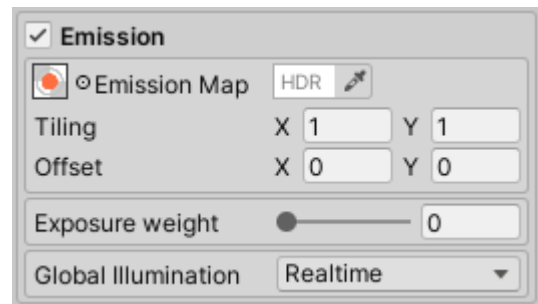 Emission
Emission Map HDR
Tiling X 1 Y 1
Offset X 0 Y 0
Exposure weight 0
Global Illumination Realtime